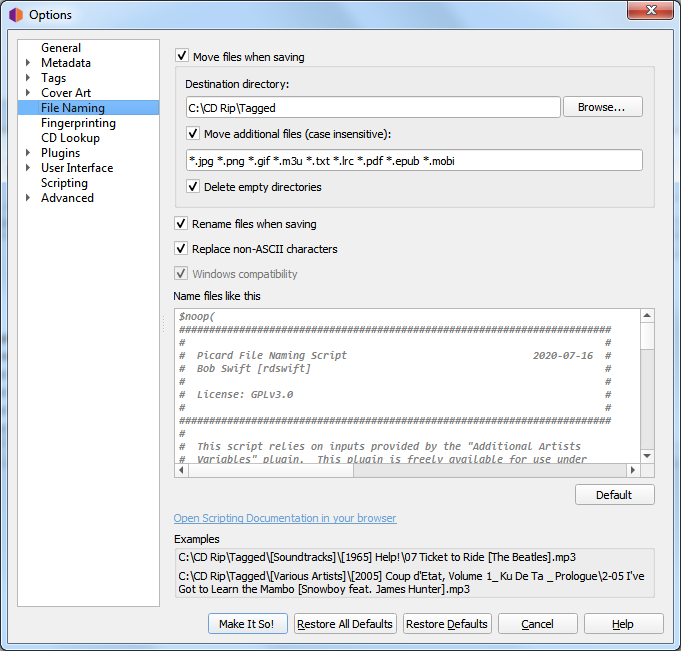 Options
General
Metadata
Tags
Cover Art
File Naming
Fingerprinting
CD Lookup
Plugins
User Interface
Scripting
Advanced
Move files when saving
Destination directory:
C:\CD Rip\Tagged
Browse...
Move additional files (case insensitive):
*.jpg *.png *.gif *.m3u *.txt *.lrc *.pdf *.epub *.mobi
Delete empty directories
Rename files when saving
Replace non-ASCII characters
Windows compatibility
Name files like this
$noop(
########################################################################
# #
# Picard File Naming Script 2020-07-16 #
# Bob Swift [rdswift] #
# #
# License: GPLv3.0 #
# #
########################################################################
#
# This script relies on inputs provided by the "Additional Artists
# Variables" plugin. This plugin is freely available for use under
Default
Open Scripting Documentation in your browser
Examples
C:\CD Rip\Tagged\[Soundtracks]\[1965] Help!\07 Ticket to Ride [The Beatles].mp3
C:\CD Rip\Tagged\[Various Artists]\[2005] Coup d'Etat, Volume 1_ Ku De Ta _ Prologue\2-05 I've
Got to Learn the Mambo [Snowboy feat. James Hunter].mp3
Make It So!
Restore All Defaults
Restore Defaults
Cancel
Help